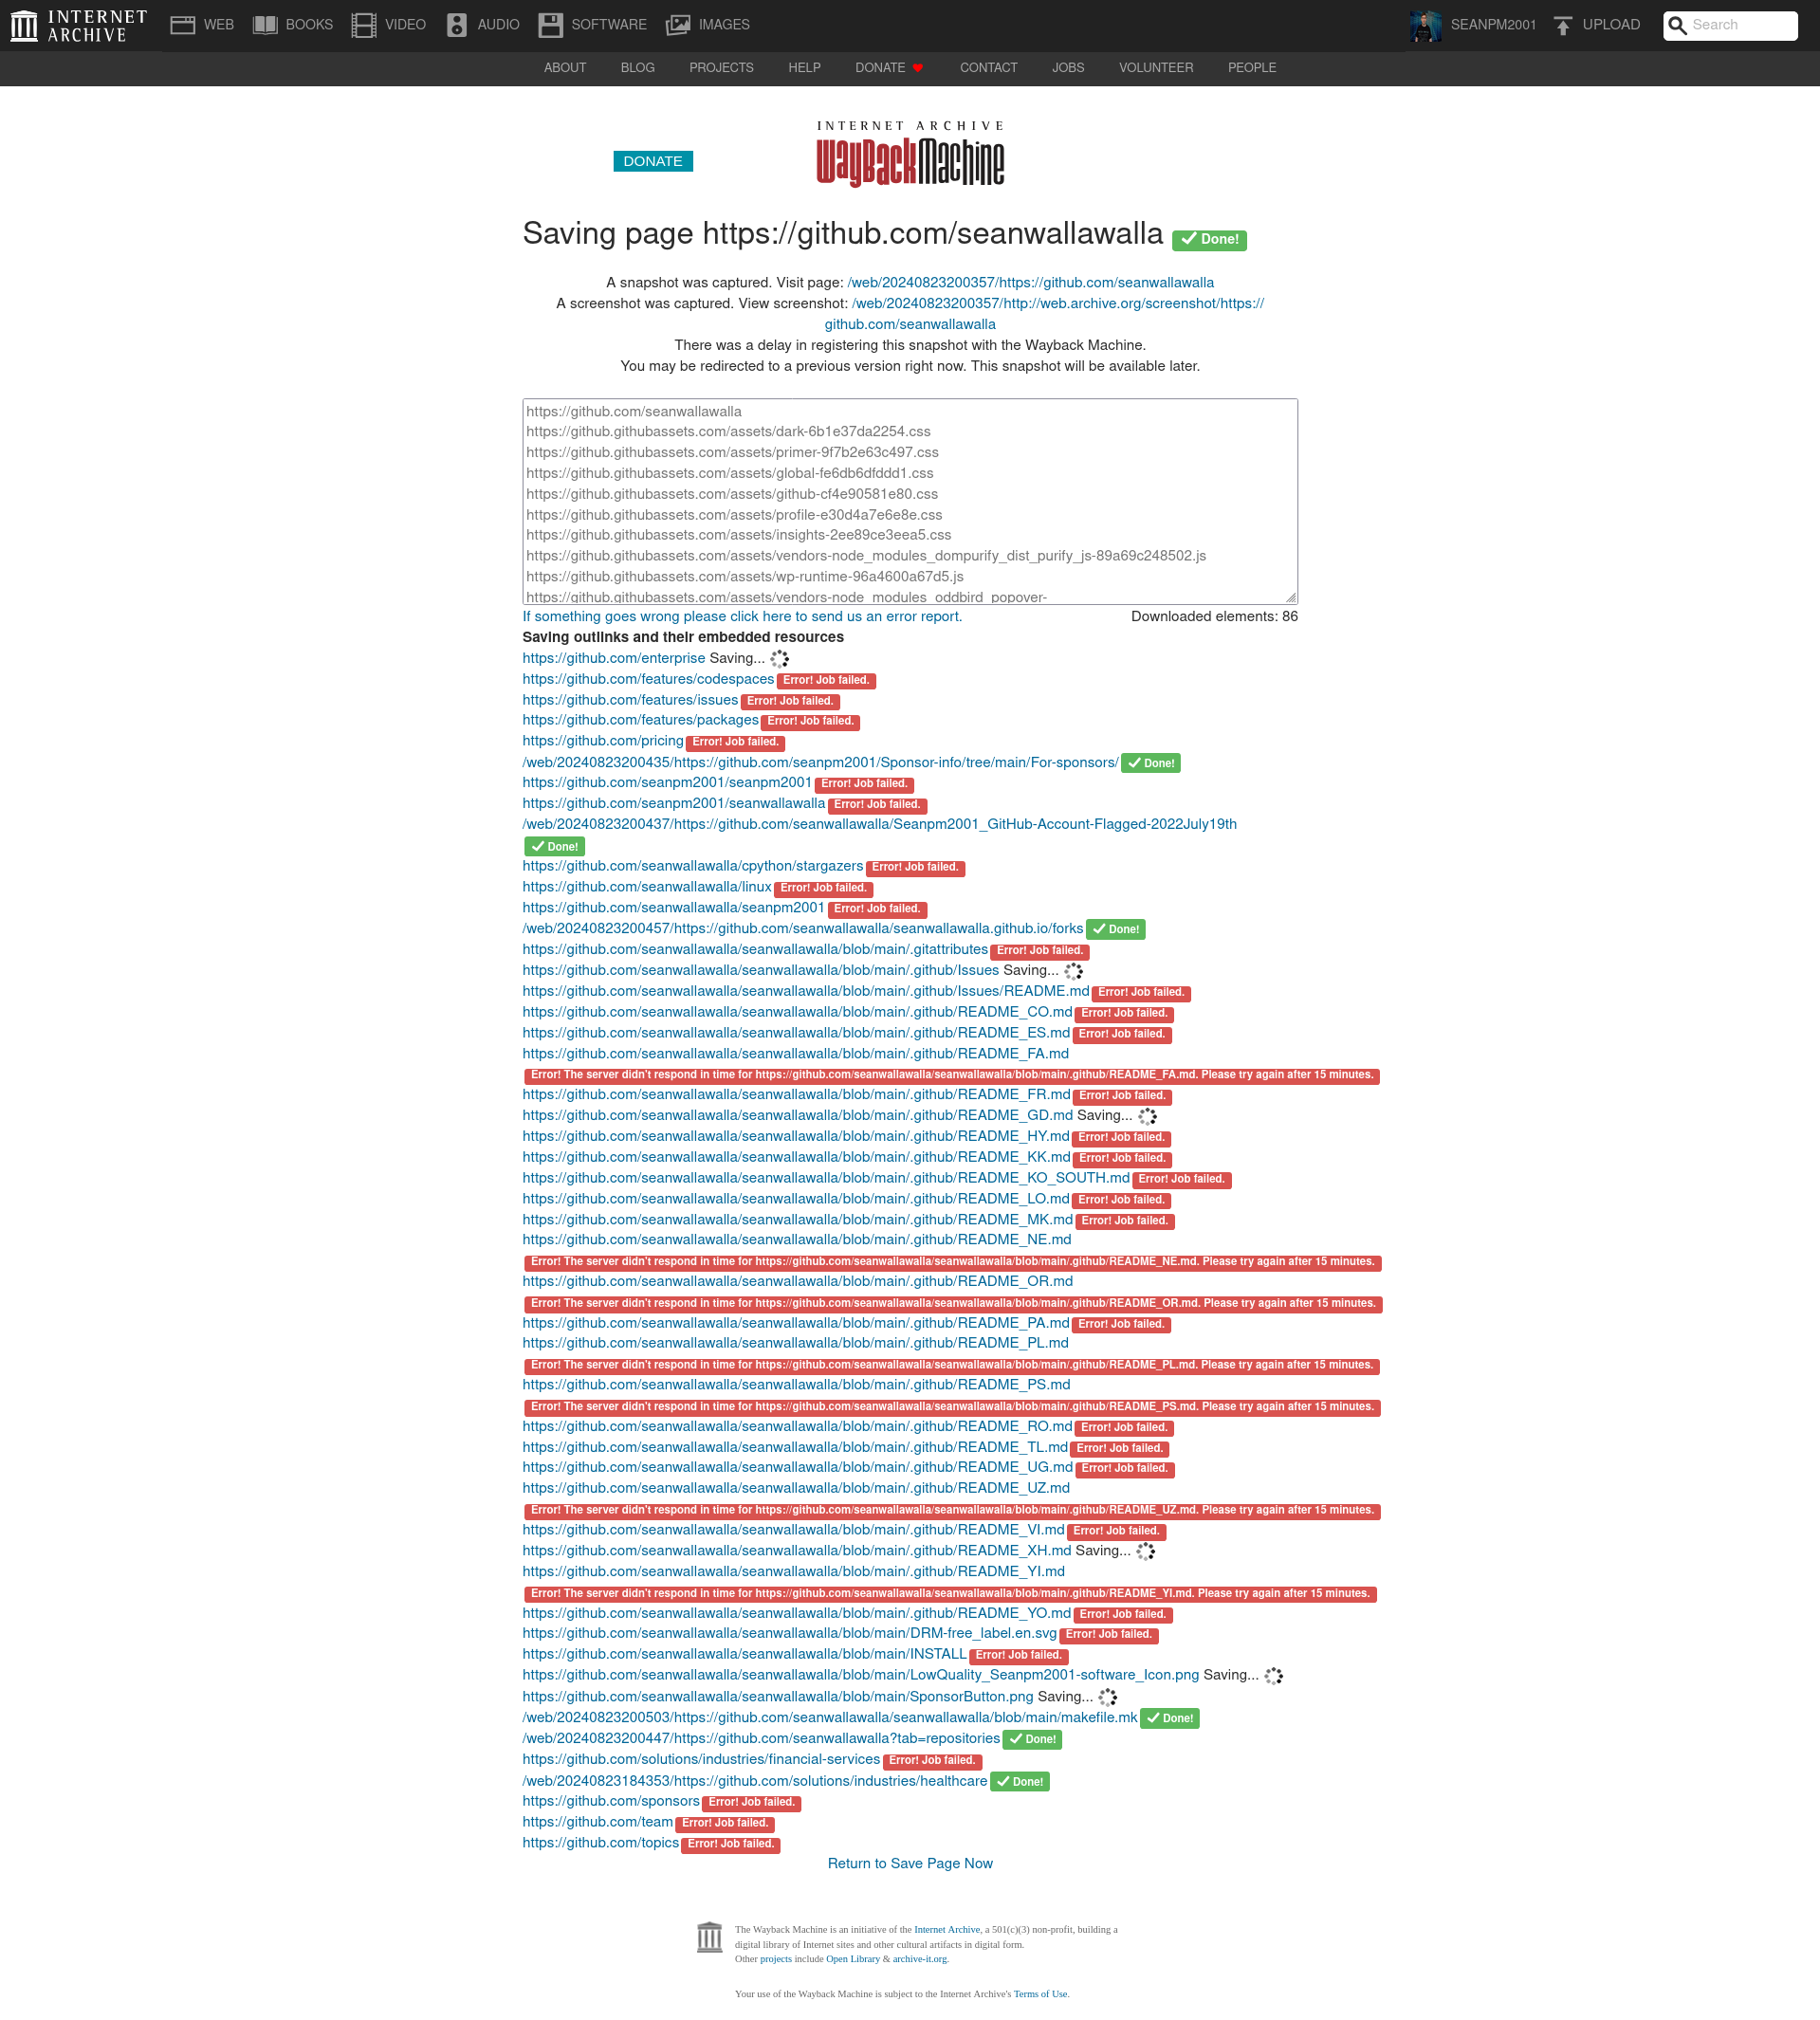 INTERNET ARCHIVE WEB BOOKS VIDEO AUDIO SOFTWARE IMAGES SEANPM2001 UPLOAD Search
ABOUT BLOG PROJECTS HELP DONATE CONTACT JOBS VOLUNTEER PEOPLE
INTERNET ARCHIVE
DONATE WayBackMachine
Saving page https://github.com/seanwallawalla Done!
A snapshot was captured. Visit page: /web/20240823200357/https://github.com/seanwallawalla
A screenshot was captured. View screenshot: /web/20240823200357/http://web.archive.org/screenshot/https://
github.com/seanwallawalla
There was a delay in registering this snapshot with the Wayback Machine.
You may be redirected to a previous version right now. This snapshot will be available later.
https://github.com/seanwallawalla
https://github.githubassets.com/assets/dark-6b1e37da2254.css
https://github.githubassets.com/assets/primer-9f7b2e63c497.css
https://github.githubassets.com/assets/global-fe6db6dfddd1.css
https://github.githubassets.com/assets/github-cf4e90581e80.css
https://github.githubassets.com/assets/profile-e30d4a7e6e8e.css
https://github.githubassets.com/assets/insights-2ee89ce3eea5.css
https://github.githubassets.com/assets/vendors-node_modules_dompurify_dist_purify_js-89a69c248502.js
https://github.githubassets.com/assets/wp-runtime-96a4600a67d5.js
https://github.githubassets.com/assets/vendors-node_modules_oddbird_popover-
If something goes wrong please click here to send us an error report. Downloaded elements: 86
Saving outlinks and their embedded resources
https://github.com/enterprise Saving...
https://github.com/features/codespaces Error! Job failed.
https://github.com/features/issues Error! Job failed.
https://github.com/features/packages Error! Job failed.
https://github.com/pricing Error! Job failed.
/web/20240823200435/https://github.com/seanpm2001/Sponsor-info/tree/main/For-sponsors/ Done!
https://github.com/seanpm2001/seanpm2001 Error! Job failed.
https://github.com/seanpm2001/seanwallawalla Error! Job failed.
/web/20240823200437/https://github.com/seanwallawalla/Seanpm2001_GitHub-Account-Flagged-2022July19th
Done!
https://github.com/seanwallawalla/cpython/stargazers Error! Job failed.
https://github.com/seanwallawalla/linux Error! Job failed.
https://github.com/seanwallawalla/seanpm2001 Error! Job failed.
/web/20240823200457/https://github.com/seanwallawalla/seanwallawalla.github.io/forks Done!
https://github.com/seanwallawalla/seanwallawalla/blob/main/.gitattributes Error! Job failed.
https://github.com/seanwallawalla/seanwallawalla/blob/main/.github/Issues Saving...
https://github.com/seanwallawalla/seanwallawalla/blob/main/.github/Issues/README.md Error! Job failed.
https://github.com/seanwallawalla/seanwallawalla/blob/main/.github/README_CO.md Error! Job failed.
https://github.com/seanwallawalla/seanwallawalla/blob/main/.github/README_ES.md Error! Job failed.
https://github.com/seanwallawalla/seanwallawalla/blob/main/.github/README_FA.md
Error! The server didn't respond in time for https://github.com/seanwallawalla/seanwallawalla/blob/main/.github/README_FA.md. Please try again after 15 minutes.
https://github.com/seanwallawalla/seanwallawalla/blob/main/.github/README_FR.md Error! Job failed.
https://github.com/seanwallawalla/seanwallawalla/blob/main/.github/README_GD.md Saving...
https://github.com/seanwallawalla/seanwallawalla/blob/main/.github/README_HY.md Error! Job failed.
https://github.com/seanwallawalla/seanwallawalla/blob/main/.github/README_KK.md Error! Job failed.
https://github.com/seanwallawalla/seanwallawalla/blob/main/.github/README_KO_SOUTH.md Error! Job failed.
https://github.com/seanwallawalla/seanwallawalla/blob/main/.github/README_LO.md Error! Job failed.
https://github.com/seanwallawalla/seanwallawalla/blob/main/.github/README_MK.md Error! Job failed.
https://github.com/seanwallawalla/seanwallawalla/blob/main/.github/README_NE.md
Error! The server didn't respond in time for https://github.com/seanwallawalla/seanwallawalla/blob/main/.github/README_NE.md. Please try again after 15 minutes.
https://github.com/seanwallawalla/seanwallawalla/blob/main/.github/README_OR.md
Error! The server didn't respond in time for https://github.com/seanwallawalla/seanwallawalla/blob/main/.github/README_OR.md. Please try again after 15 minutes.
https://github.com/seanwallawalla/seanwallawalla/blob/main/.github/README_PA.md Error! Job failed.
https://github.com/seanwallawalla/seanwallawalla/blob/main/.github/README_PL.md
Error! The server didn't respond in time for https://github.com/seanwallawalla/seanwallawalla/blob/main/.github/README_PL.md. Please try again after 15 minutes.
https://github.com/seanwallawalla/seanwallawalla/blob/main/.github/README_PS.md
Error! The server didn't respond in time for https://github.com/seanwallawalla/seanwallawalla/blob/main/.github/README_PS.md. Please try again after 15 minutes.
https://github.com/seanwallawalla/seanwallawalla/blob/main/.github/README_RO.md Error! Job failed.
https://github.com/seanwallawalla/seanwallawalla/blob/main/.github/README_TL.md Error! Job failed.
https://github.com/seanwallawalla/seanwallawalla/blob/main/.github/README_UG.md Error! Job failed.
https://github.com/seanwallawalla/seanwallawalla/blob/main/.github/README_UZ.md
Error! The server didn't respond in time for https://github.com/seanwallawalla/seanwallawalla/blob/main/.github/README_UZ.md. Please try again after 15 minutes.
https://github.com/seanwallawalla/seanwallawalla/blob/main/.github/README_VI.md Error! Job failed.
https://github.com/seanwallawalla/seanwallawalla/blob/main/.github/README_XH.md Saving...
https://github.com/seanwallawalla/seanwallawalla/blob/main/.github/README_YI.md
Error! The server didn't respond in time for https://github.com/seanwallawalla/seanwallawalla/blob/main/.github/README_YI.md. Please try again after 15 minutes.
https://github.com/seanwallawalla/seanwallawalla/blob/main/.github/README_YO.md Error! Job failed.
https://github.com/seanwallawalla/seanwallawalla/blob/main/DRM-free_label.en.svg Error! Job failed.
https://github.com/seanwallawalla/seanwallawalla/blob/main/INSTALL Error! Job failed.
https://github.com/seanwallawalla/seanwallawalla/blob/main/LowQuality_Seanpm2001-software_Icon.png Saving...
https://github.com/seanwallawalla/seanwallawalla/blob/main/SponsorButton.png Saving...
/web/20240823200503/https://github.com/seanwallawalla/seanwallawalla/blob/main/makefile.mk Done!
/web/20240823200447/https://github.com/seanwallawalla?tab=repositories Done!
https://github.com/solutions/industries/financial-services Error! Job failed.
/web/20240823184353/https://github.com/solutions/industries/healthcare Done!
https://github.com/sponsors Error! Job failed.
https://github.com/team Error! Job failed.
https://github.com/topics Error! Job failed.
Return to Save Page Now
The Wayback Machine is an initiative of the Internet Archive, a 501(c)(3) non-profit, building a
digital library of Internet sites and other cultural artifacts in digital form.
Other projects include Open Library & archive-it.org.
Your use of the Wayback Machine is subject to the Internet Archive's Terms of Use.